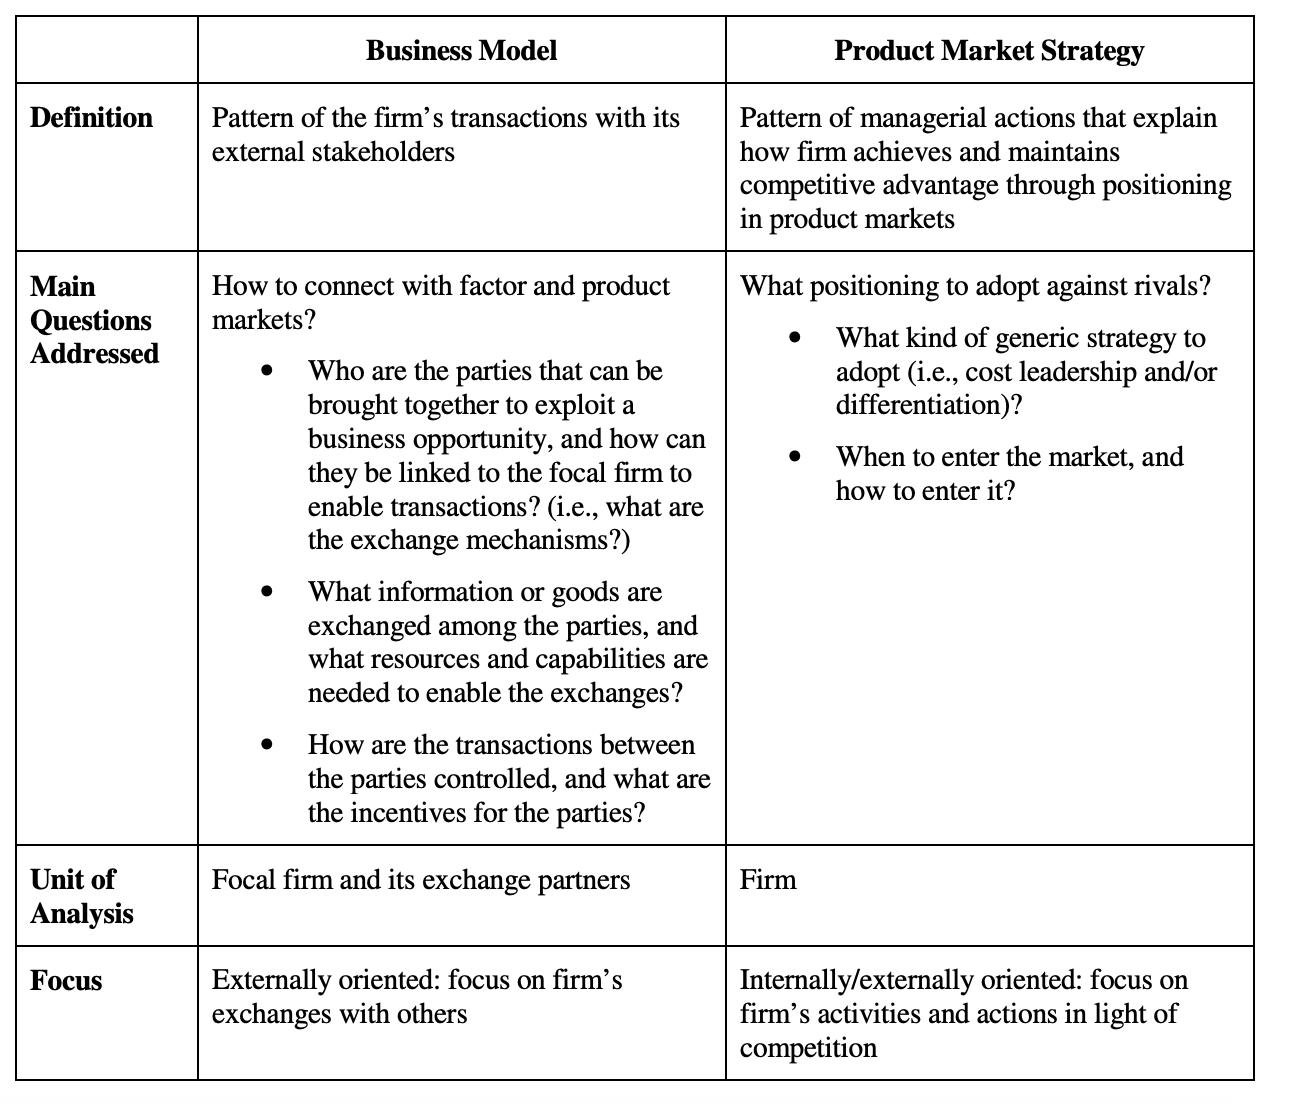 Business Model
Product Market Strategy
Definition
Pattern of the firm’s transactions with its
external stakeholders
Pattern of managerial actions that explain
how firm achieves and maintains
competitive advantage through positioning
in product markets
Main
Questions
Addressed
How to connect with factor and product
markets?
• Who are the parties that can be
brought together to exploit a
business opportunity, and how can
they be linked to the focal firm to
enable transactions? (i.e., what are
the exchange mechanisms?)
• What information or goods are
exchanged among the parties, and
what resources and capabilities are
needed to enable the exchanges?
• How are the transactions between
the parties controlled, and what are
the incentives for the parties?
What positioning to adopt against rivals?
• What kind of generic strategy to
adopt (i.e., cost leadership and/or
differentiation)?
• When to enter the market, and
how to enter it?
Unit of
Analysis
Focal firm and its exchange partners
Firm
Focus
Externally oriented: focus on firm’s
exchanges with others
Internally/externally oriented: focus on
firm’s activities and actions in light of
competition